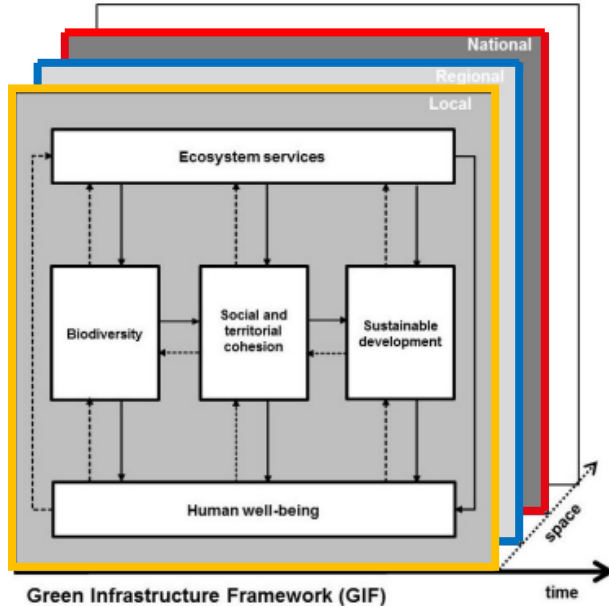 National
Regional
Local
Ecosystem services
Biodiversity
Social and
territorial
cohesion
Sustainable
development
Human well-being
space
time
Green Infrastructure Framework (GIF)